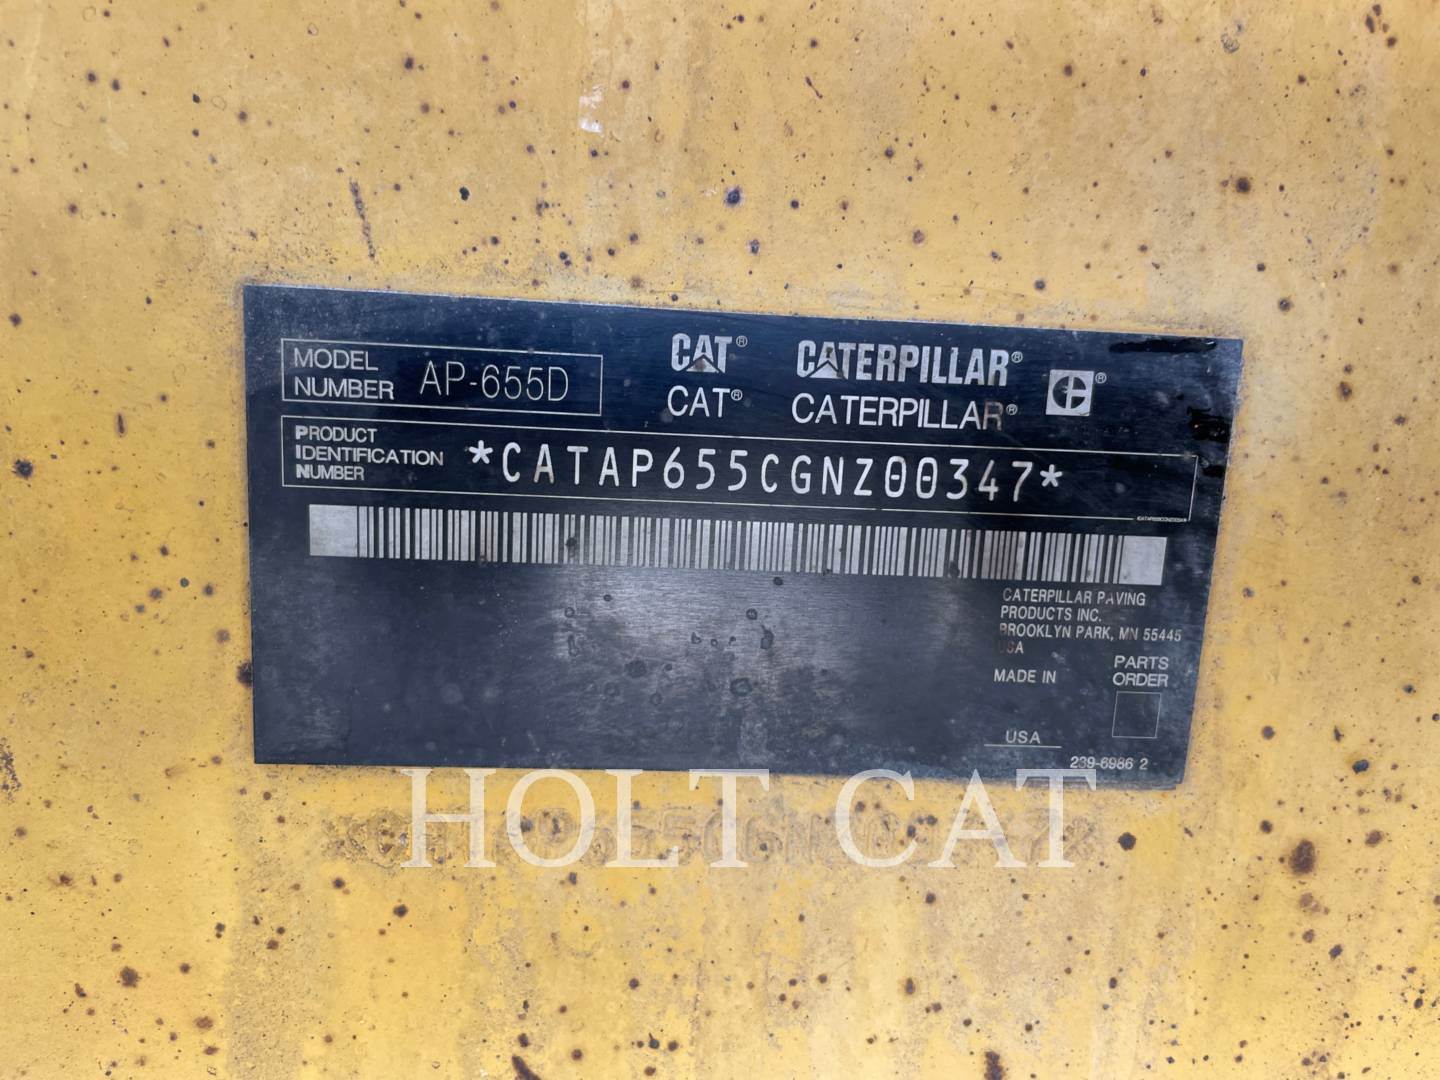 MODEL NUMBER AP-655D
CAT® CATERPILLAR®
CAT® CATERPILLAR®
PRODUCT IDENTIFICATION NUMBER *CATAP655CGNZ00347*
CATERPILLAR PAVING
PRODUCTS INC.
BROOKLYN PARK, MN 55445
USA
MADE IN
USA
PARTS
ORDER
239-6986 2
HOLT CAT